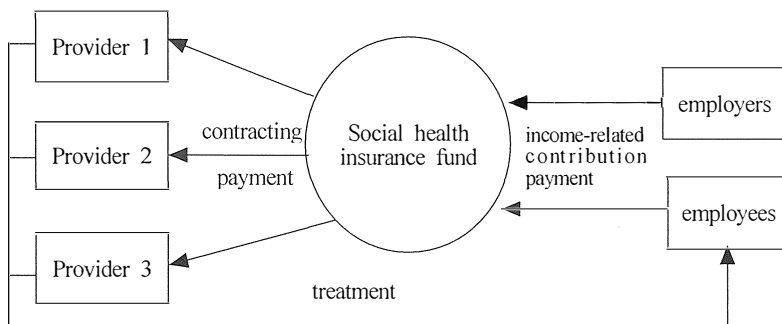 Provider 1
Provider 2
Provider 3
contracting
payment
Social health
insurance fund
income-related
contribution
payment
employers
employees
treatment